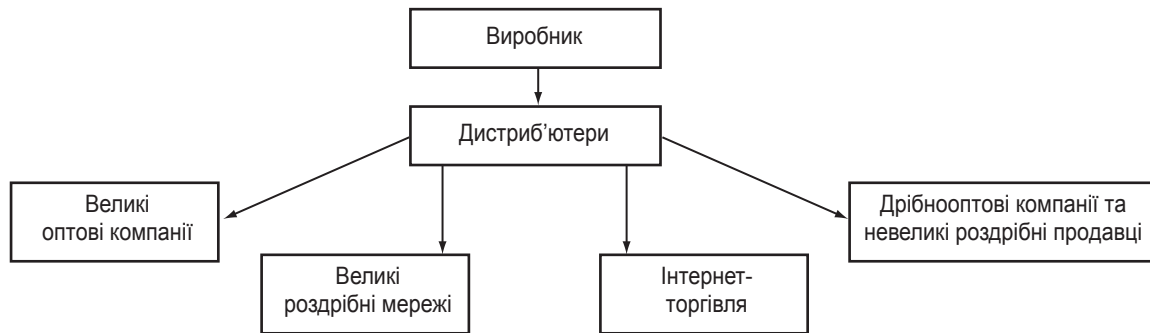 Виробник
Дистриб’ютери
Великі
оптові компанії
Дрібнооптові компанії та
невеликі роздрібні продавці
Великі
роздрібні мережі
Інтернет-
торгівля